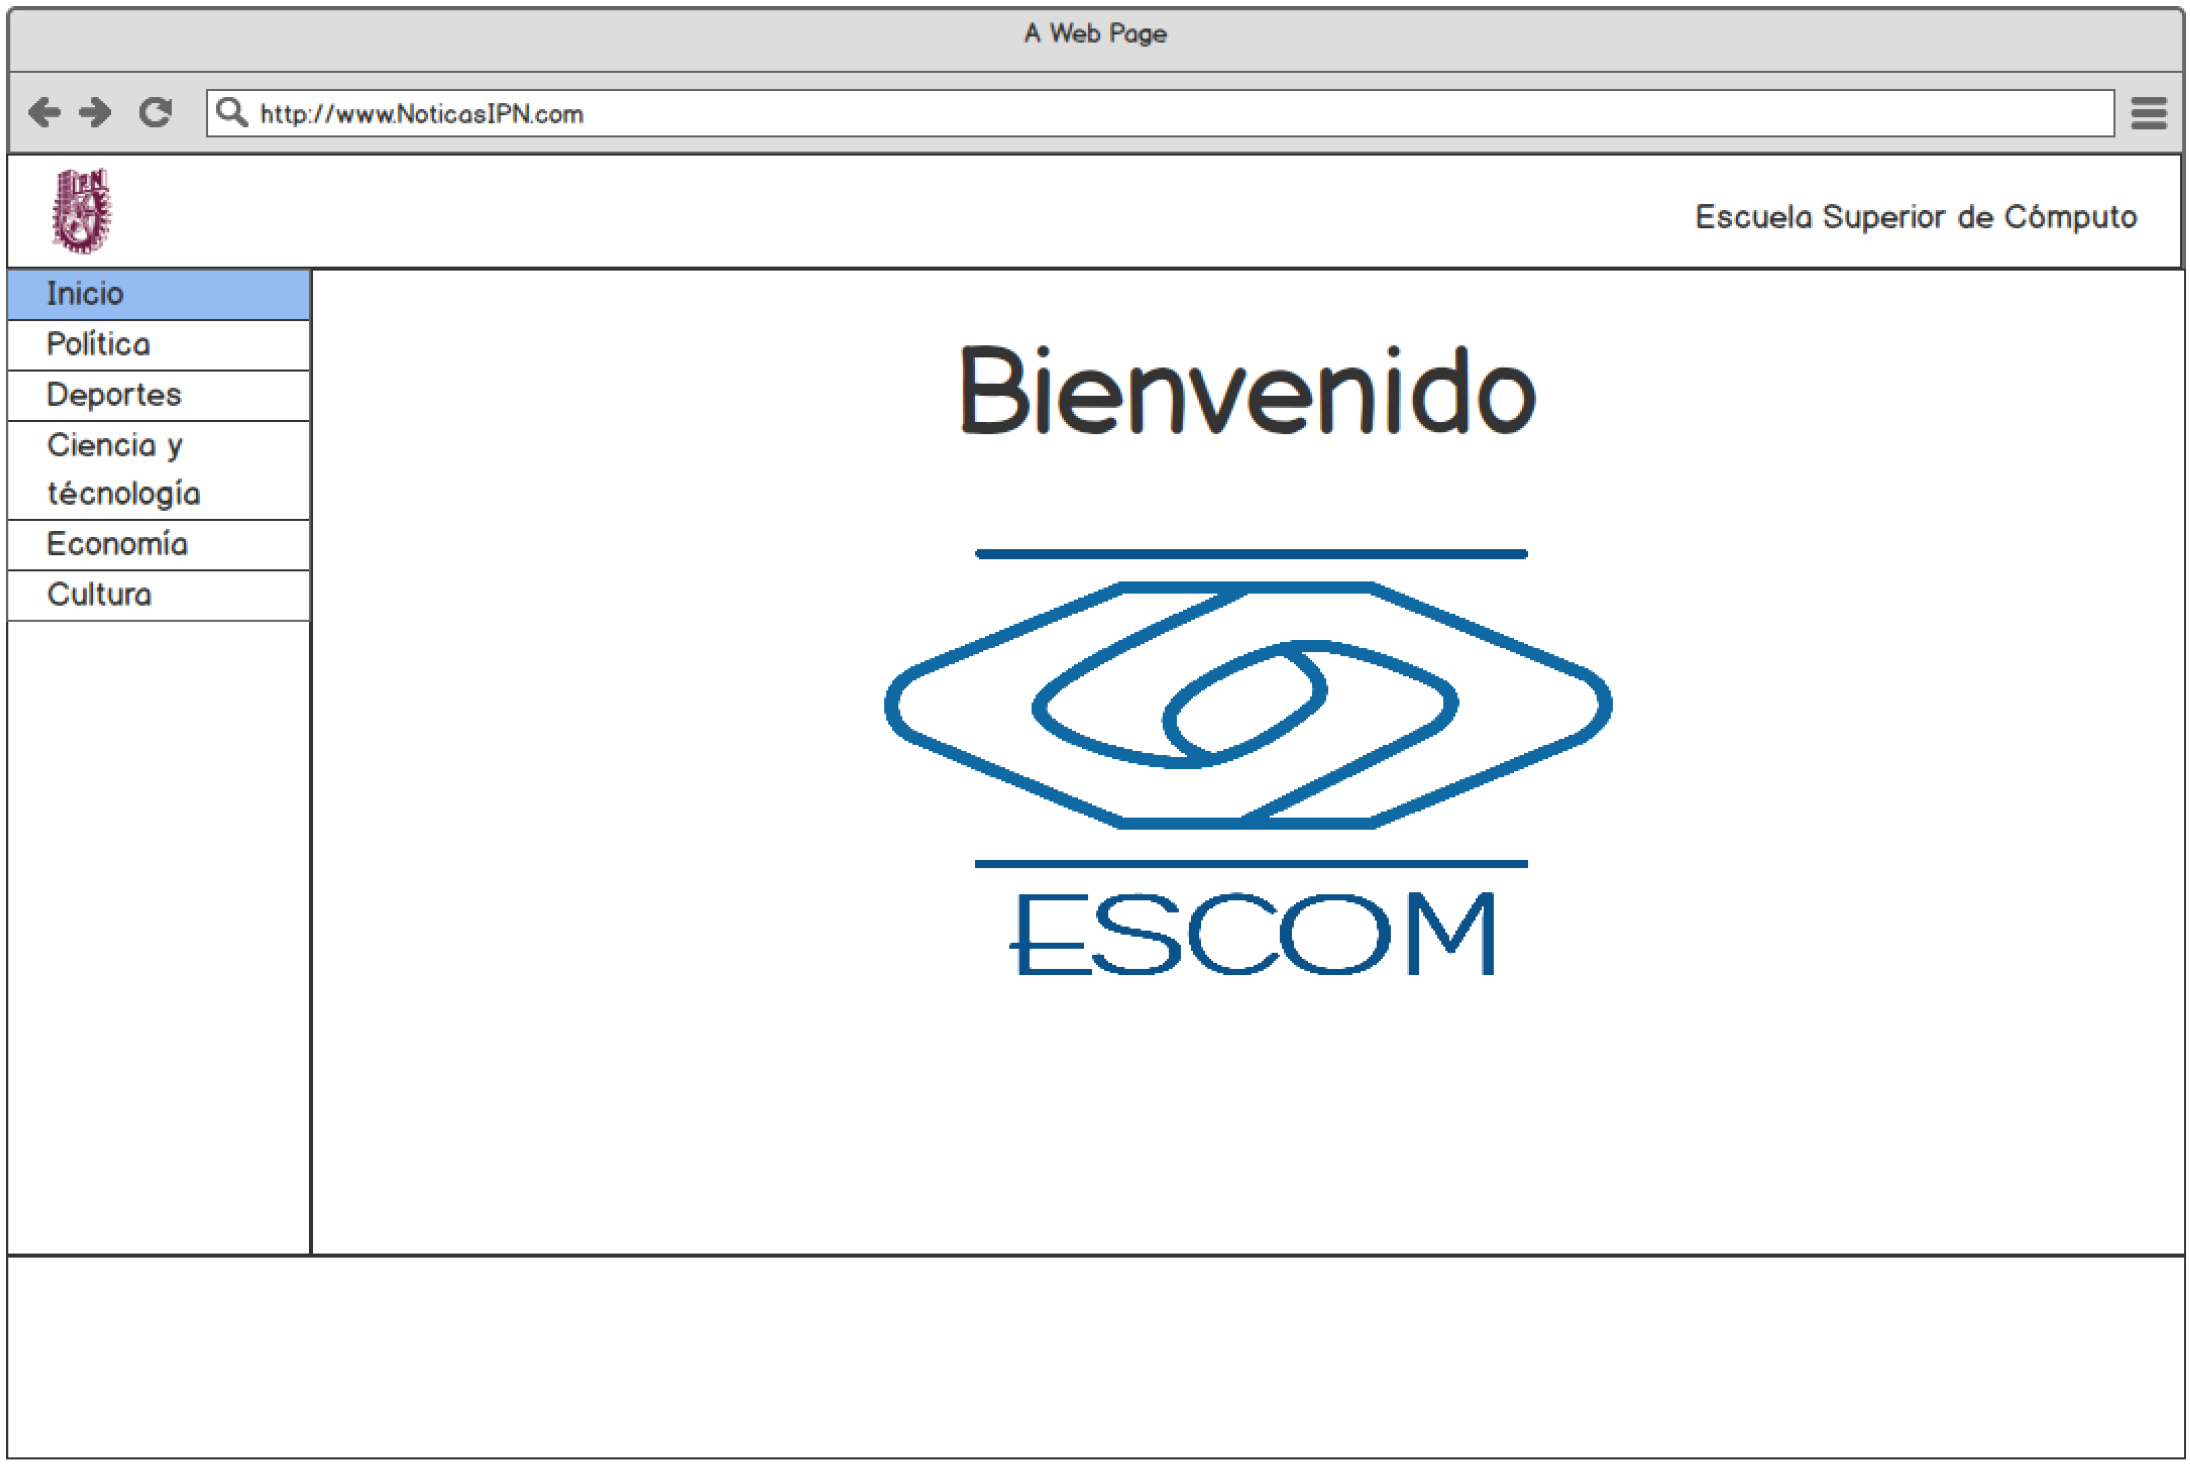 A Web Page
http://www.NoticasIPN.com
IPN
Escuela Superior de Cómputo
Inicio
Política
Deportes
Ciencia y
técnología
Economía
Cultura
Bienvenido
ESCOM